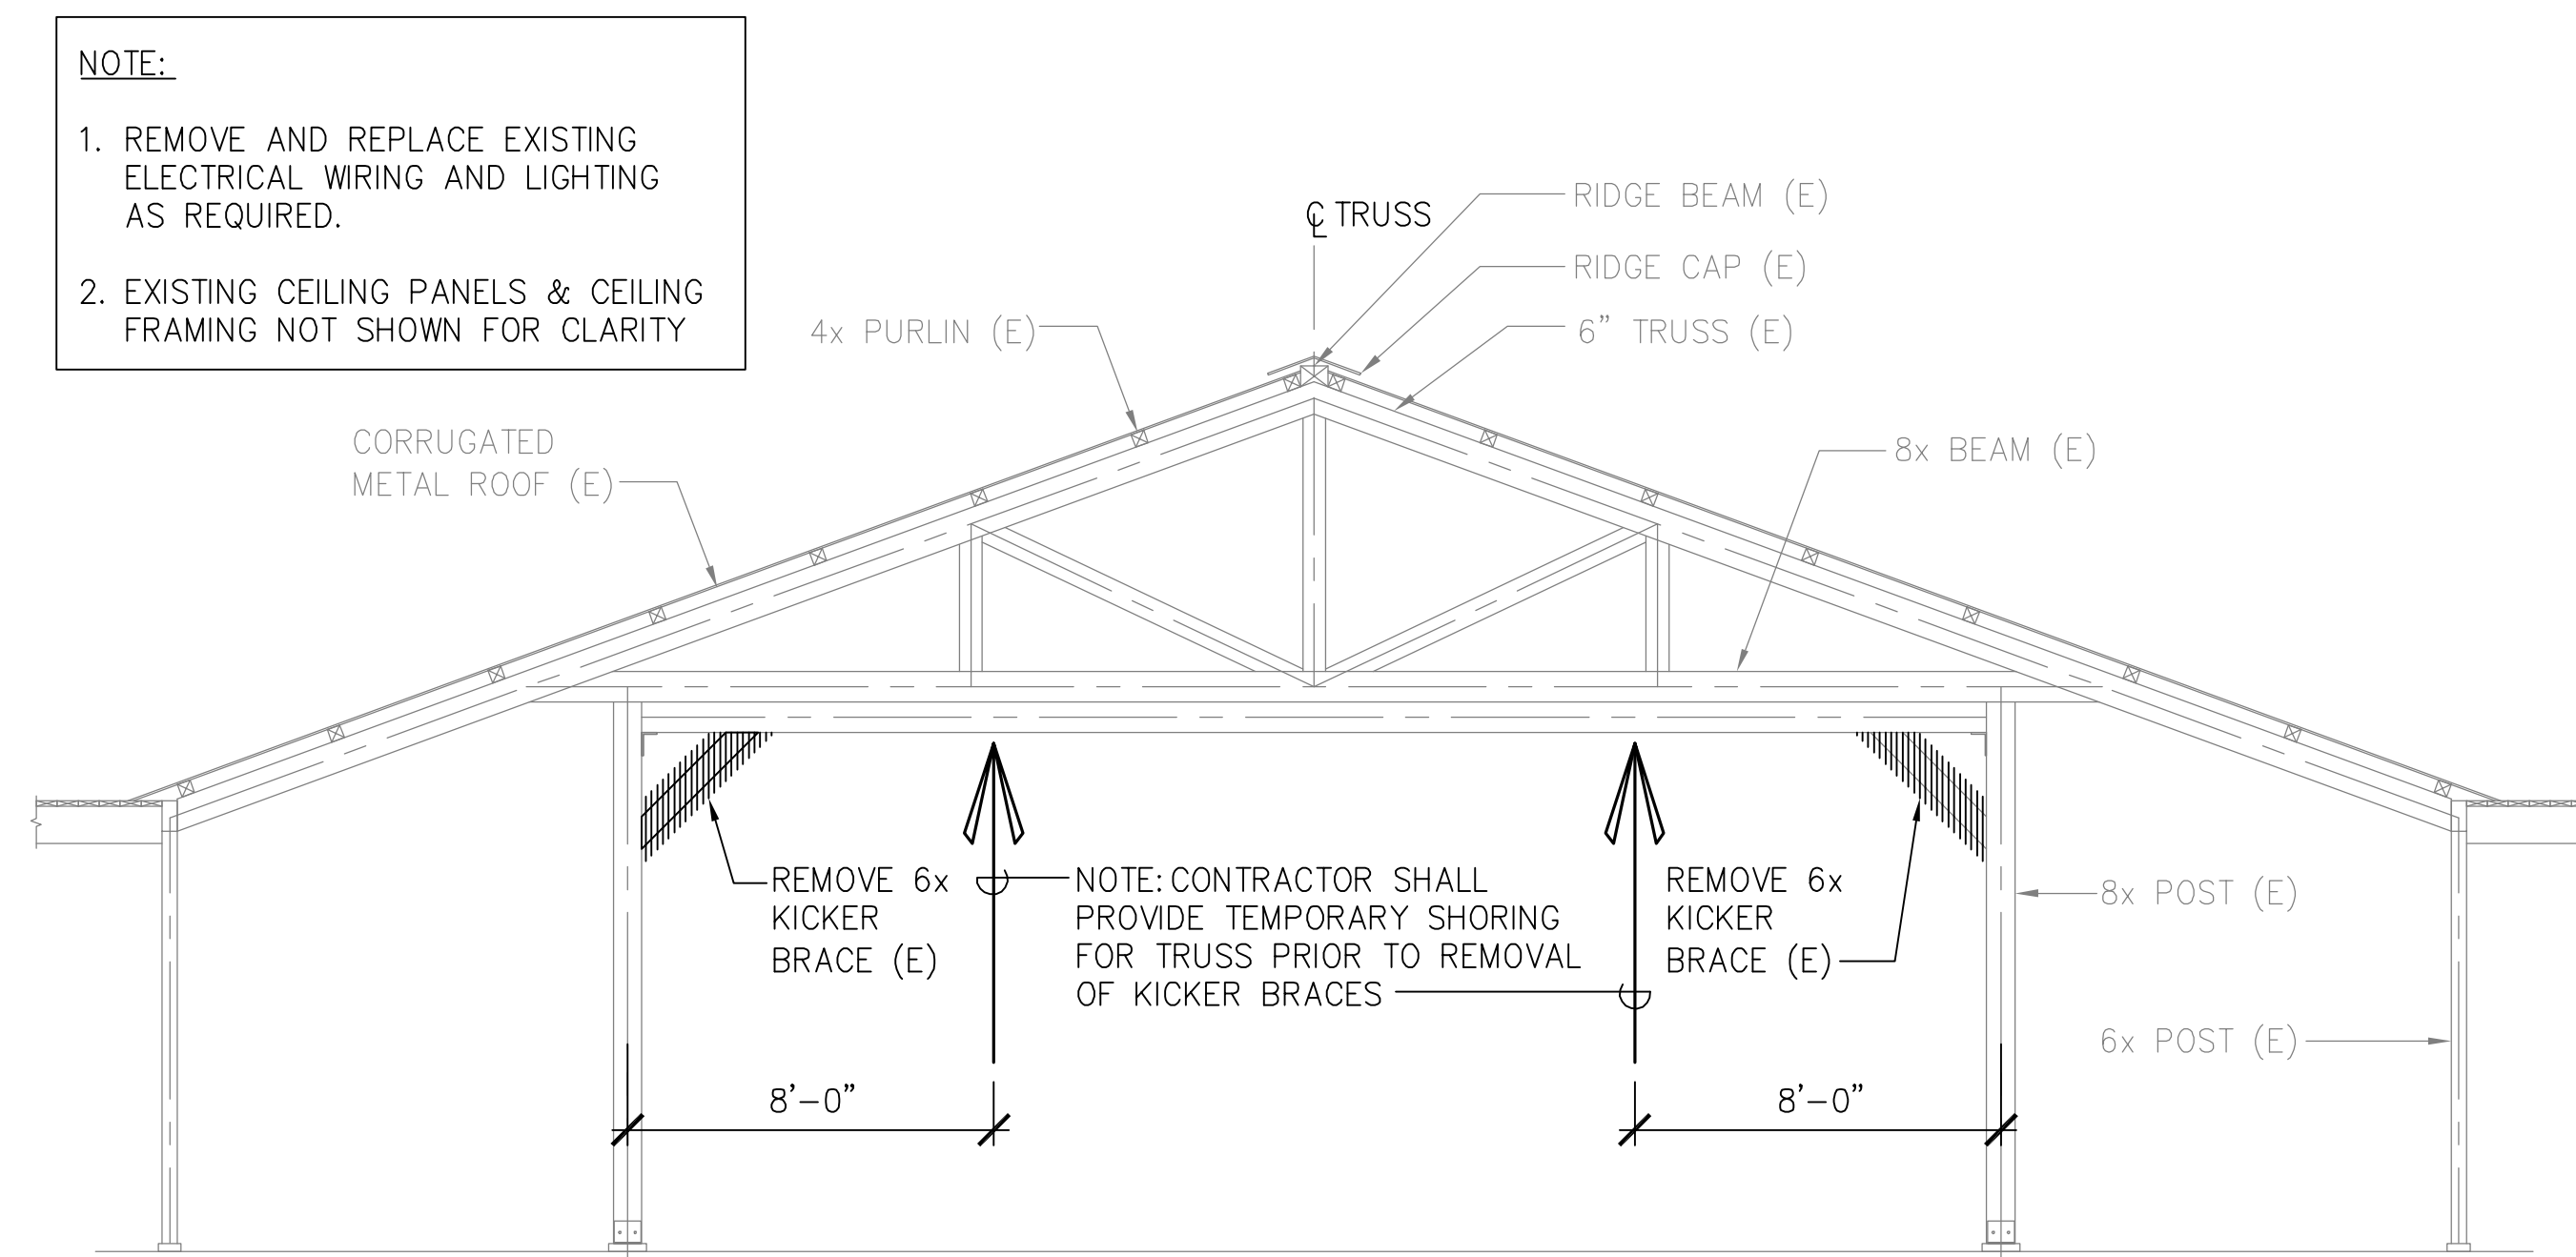 NOTE:
1. REMOVE AND REPLACE EXISTING
ELECTRICAL WIRING AND LIGHTING
AS REQUIRED.
2. EXISTING CEILING PANELS & CEILING
FRAMING NOT SHOWN FOR CLARITY
℄ TRUSS
RIDGE BEAM (E)
RIDGE CAP (E)
6" TRUSS (E)
4x PURLIN (E)
CORRUGATED
METAL ROOF (E)
8x BEAM (E)
REMOVE 6x
KICKER
BRACE (E)
NOTE: CONTRACTOR SHALL
PROVIDE TEMPORARY SHORING
FOR TRUSS PRIOR TO REMOVAL
OF KICKER BRACES
REMOVE 6x
KICKER
BRACE (E)
8x POST (E)
6x POST (E)
8'-0"
8'-0"